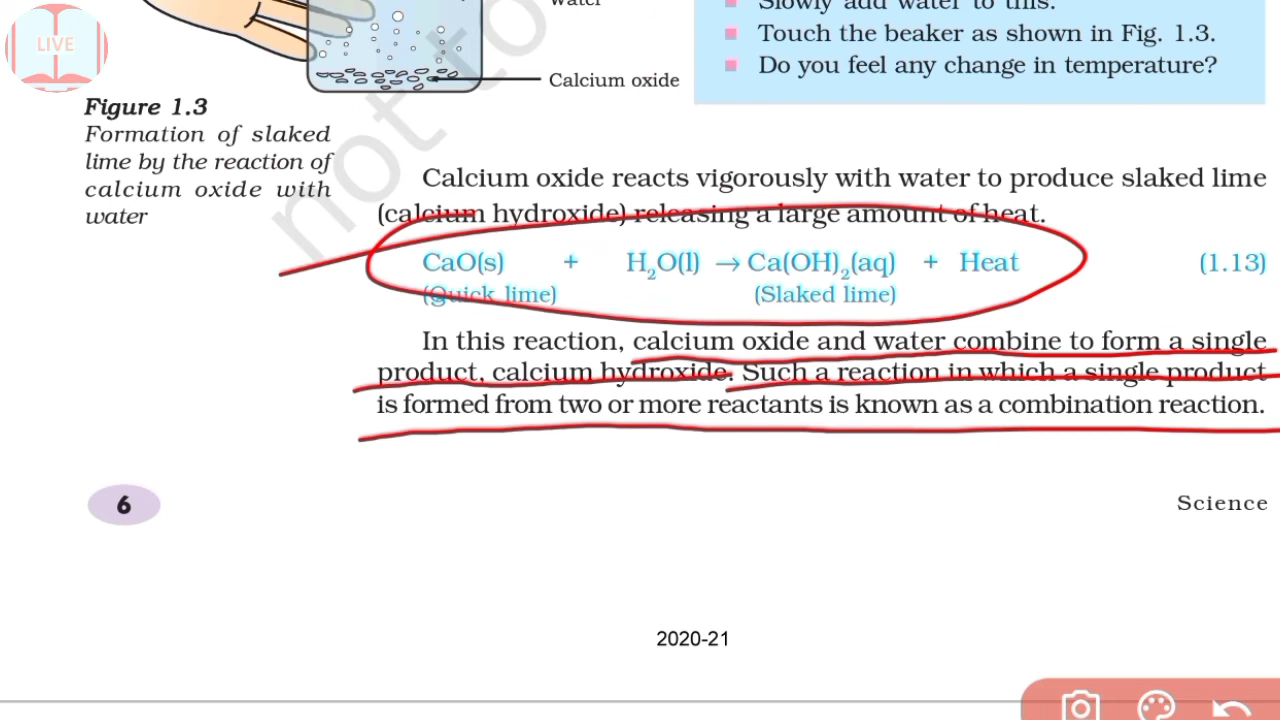 LIVE
Water
Calcium oxide
Slowly add water to this.
Touch the beaker as shown in Fig. 1.3.
Do you feel any change in temperature?
Figure 1.3
Formation of slaked
lime by the reaction of
calcium oxide with
water
not to
Calcium oxide reacts vigorously with water to produce slaked lime
(calcium hydroxide) releasing a large amount of heat.
CaO(s) + H₂O(l) → Ca(OH)₂(aq) + Heat (1.13)
(Quick lime) (Slaked lime)
In this reaction, calcium oxide and water combine to form a single
product, calcium hydroxide. Such a reaction in which a single product
is formed from two or more reactants is known as a combination reaction.
6
Science
2020-21